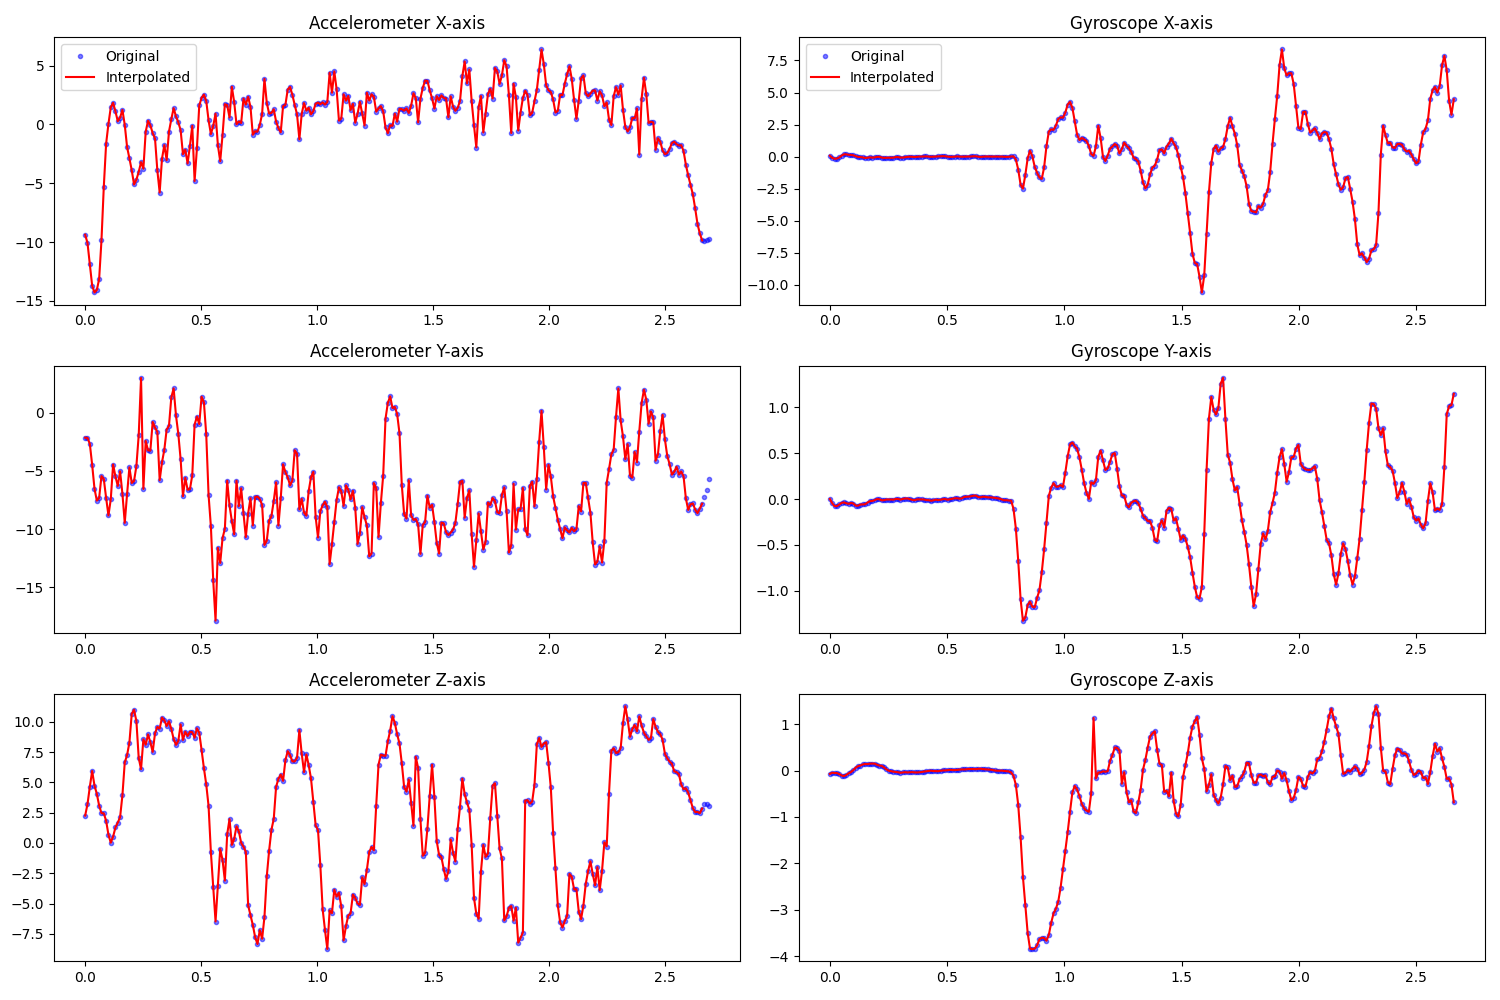 Accelerometer X-axis
Original
Interpolated
5
0
−5
−10
−15
0.0 0.5 1.0 1.5 2.0 2.5
Gyroscope X-axis
Original
Interpolated
7.5
5.0
2.5
0.0
−2.5
−5.0
−7.5
−10.0
0.0 0.5 1.0 1.5 2.0 2.5
Accelerometer Y-axis
0
−5
−10
−15
0.0 0.5 1.0 1.5 2.0 2.5
Gyroscope Y-axis
1.0
0.5
0.0
−0.5
−1.0
0.0 0.5 1.0 1.5 2.0 2.5
Accelerometer Z-axis
10.0
7.5
5.0
2.5
0.0
−2.5
−5.0
−7.5
0.0 0.5 1.0 1.5 2.0 2.5
Gyroscope Z-axis
1
0
−1
−2
−3
−4
0.0 0.5 1.0 1.5 2.0 2.5